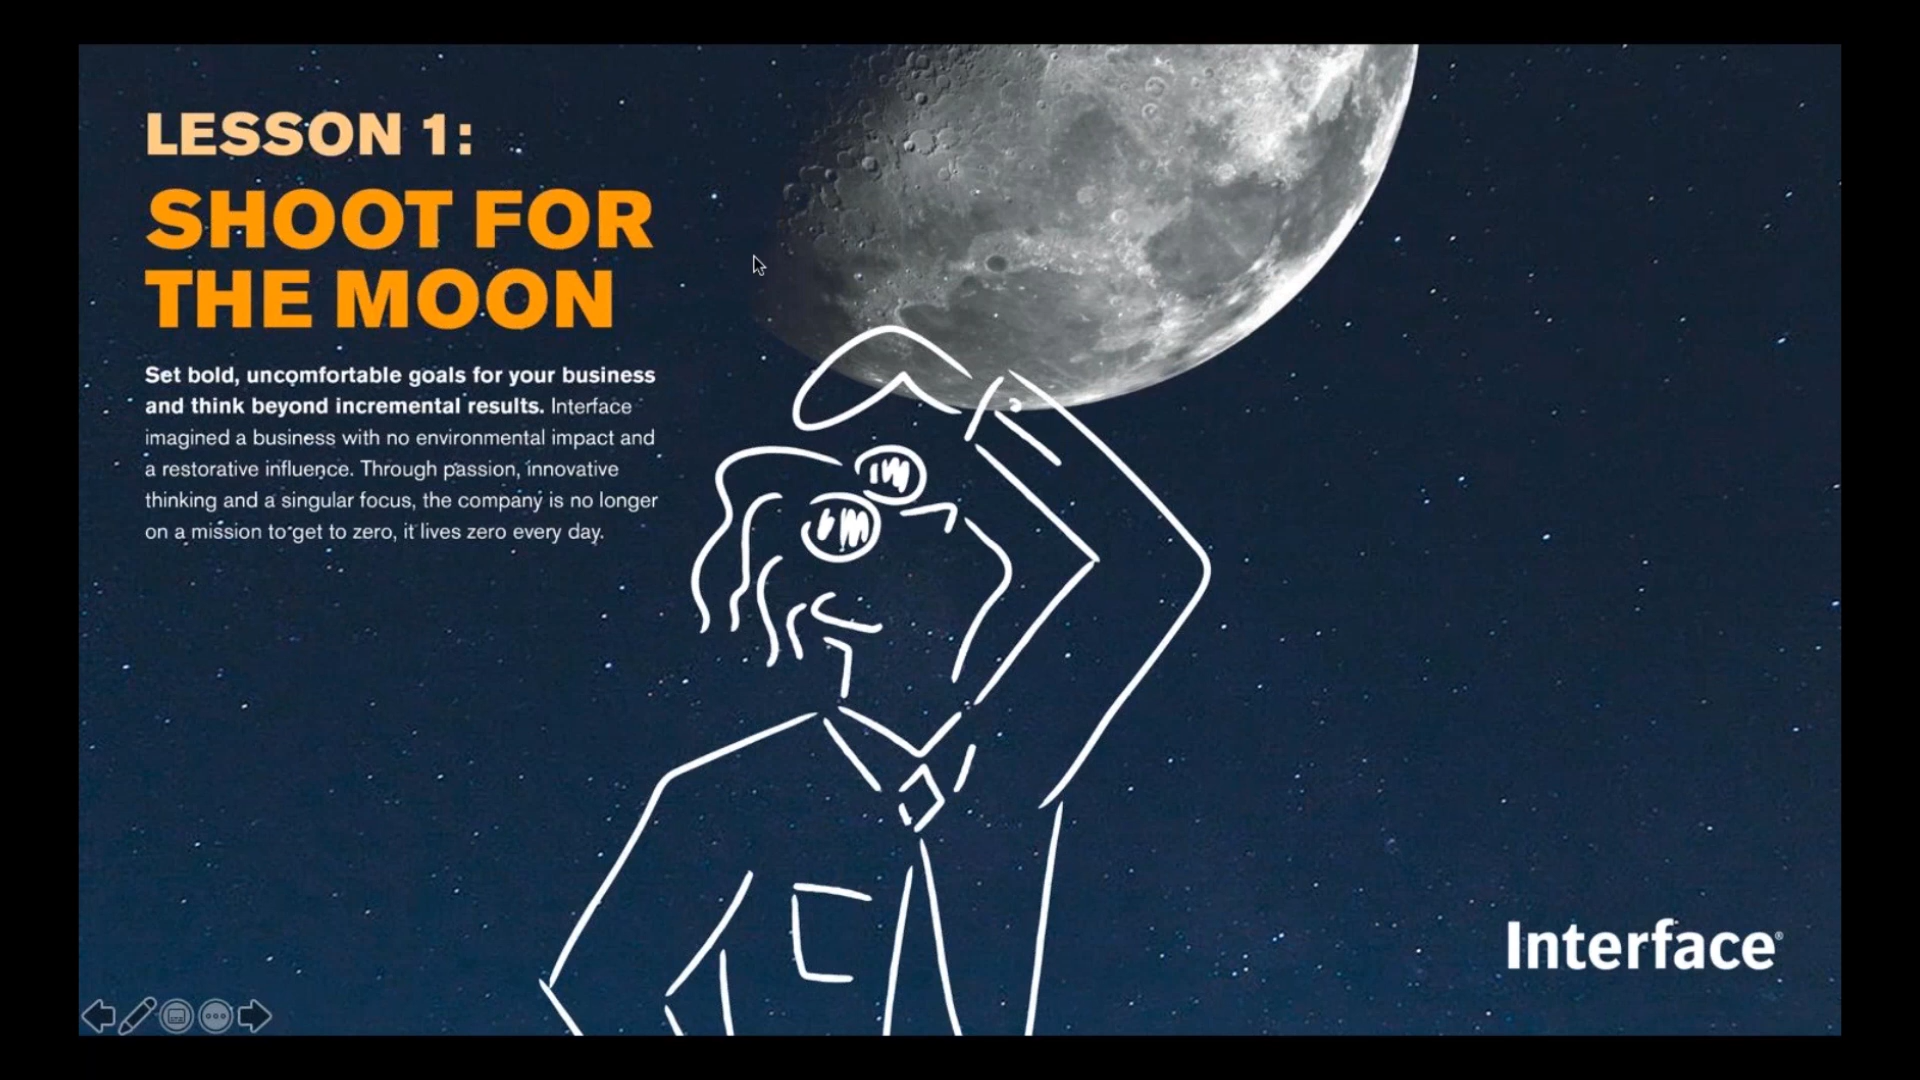 LESSON 1:
SHOOT FOR
THE MOON
Set bold, uncomfortable goals for your business
and think beyond incremental results. Interface
imagined a business with no environmental impact and
a restorative influence. Through passion, innovative
thinking and a singular focus, the company is no longer
on a mission to get to zero, it lives zero every day.
Interface®